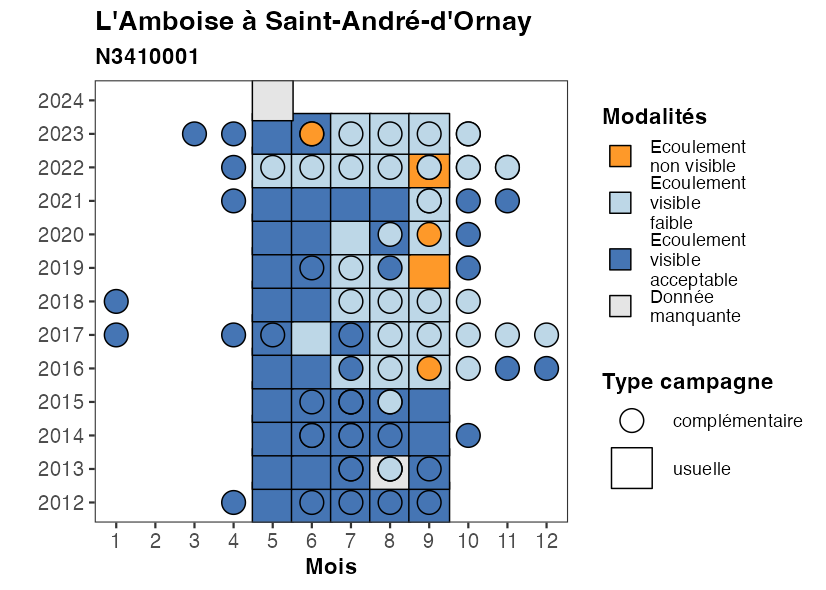 L'Amboise à Saint-André-d'Ornay
N3410001
2024
2023
2022
2021
2020
2019
2018
2017
2016
2015
2014
2013
2012
1 2 3 4 5 6 7 8 9 10 11 12
Mois
Modalités
Ecoulement
non visible
Ecoulement
visible
faible
Ecoulement
visible
acceptable
Donnée
manquante
Type campagne
complémentaire
usuelle